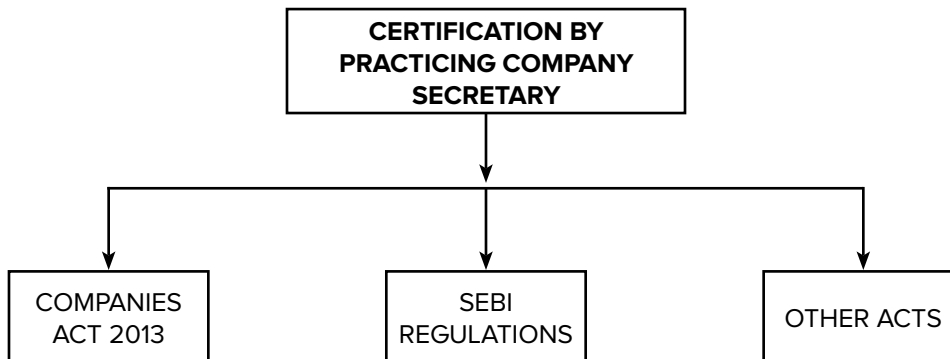 CERTIFICATION BY
PRACTICING COMPANY
SECRETARY
COMPANIES
ACT 2013
SEBI
REGULATIONS
OTHER ACTS